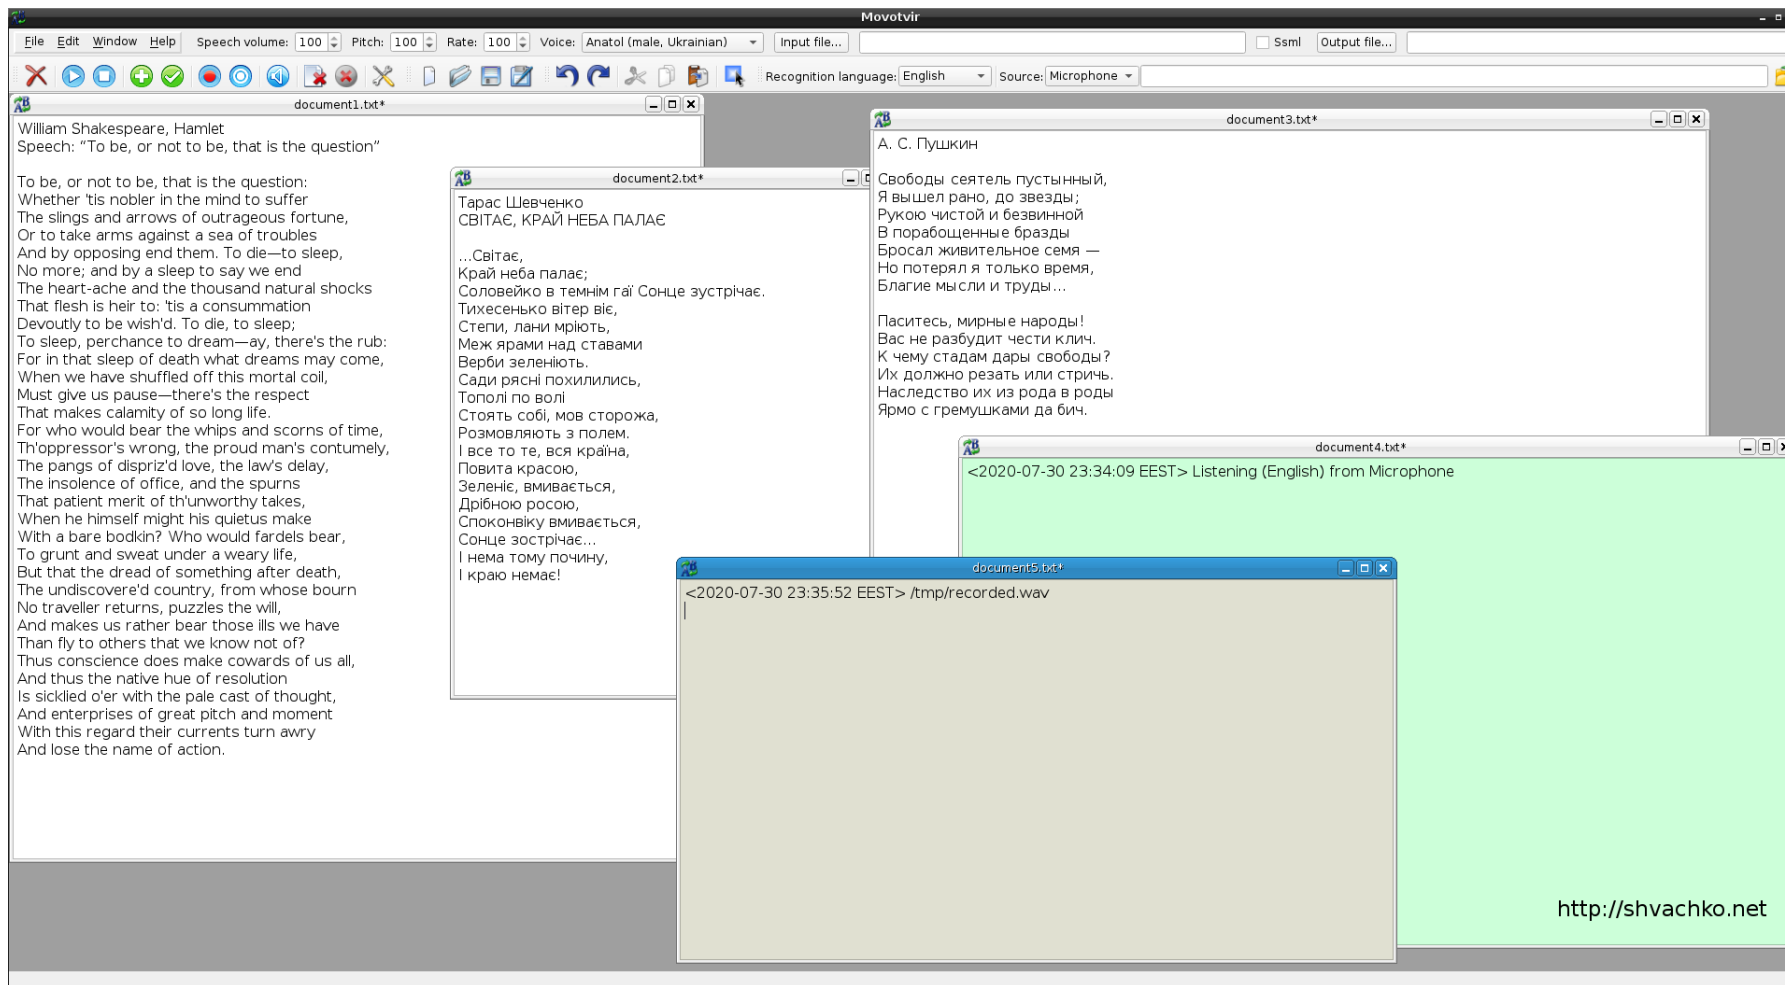 Movotvir
File Edit Window Help Speech volume: 100 Pitch: 100 Rate: 100 Voice: Anatol (male, Ukrainian) Input file... Ssml Output file...
Recognition language: English Source: Microphone
document1.txt*
William Shakespeare, Hamlet
Speech: “To be, or not to be, that is the question”
To be, or not to be, that is the question:
Whether 'tis nobler in the mind to suffer
The slings and arrows of outrageous fortune,
Or to take arms against a sea of troubles
And by opposing end them. To die—to sleep,
No more; and by a sleep to say we end
The heart-ache and the thousand natural shocks
That flesh is heir to: 'tis a consummation
Devoutly to be wish'd. To die, to sleep;
To sleep, perchance to dream—ay, there's the rub:
For in that sleep of death what dreams may come,
When we have shuffled off this mortal coil,
Must give us pause—there's the respect
That makes calamity of so long life.
For who would bear the whips and scorns of time,
Th'oppressor's wrong, the proud man's contumely,
The pangs of dispriz'd love, the law's delay,
The insolence of office, and the spurns
That patient merit of th'unworthy takes,
When he himself might his quietus make
With a bare bodkin? Who would fardels bear,
To grunt and sweat under a weary life,
But that the dread of something after death,
The undiscovere'd country, from whose bourn
No traveller returns, puzzles the will,
And makes us rather bear those ills we have
Than fly to others that we know not of?
Thus conscience does make cowards of us all,
And thus the native hue of resolution
Is sicklied o'er with the pale cast of thought,
And enterprises of great pitch and moment
With this regard their currents turn awry
And lose the name of action.
document2.txt*
Тарас Шевченко
СВІТАЄ, КРАЙ НЕБА ПАЛАЄ
...Світає,
Край неба палає;
Соловейко в темнім гаї Сонце зустрічає.
Тихесенько вітер віє,
Степи, лани мріють,
Меж ярами над ставами
Верби зеленіють.
Сади рясні похилились,
Тополі по волі
Стоять собі, мов сторожа,
Розмовляють з полем.
І все то те, вся країна,
Повита красою,
Зеленіє, вмивається,
Дрібною росою,
Споконвіку вмивається,
Сонце зострічає...
І нема тому почину,
І краю немає!
document3.txt*
А. С. Пушкин
Свободы сеятель пустынный,
Я вышел рано, до звезды;
Рукою чистой и безвинной
В порабощенные бразды
Бросал живительное семя —
Но потерял я только время,
Благие мысли и труды...
Паситесь, мирные народы!
Вас не разбудит чести клич.
К чему стадам дары свободы?
Их должно резать или стричь.
Наследство их из рода в роды
Ярмо с гремушками да бич.
document4.txt*
<2020-07-30 23:34:09 EEST> Listening (English) from Microphone
document5.txt*
<2020-07-30 23:35:52 EEST> /tmp/recorded.wav
http://shvachko.net